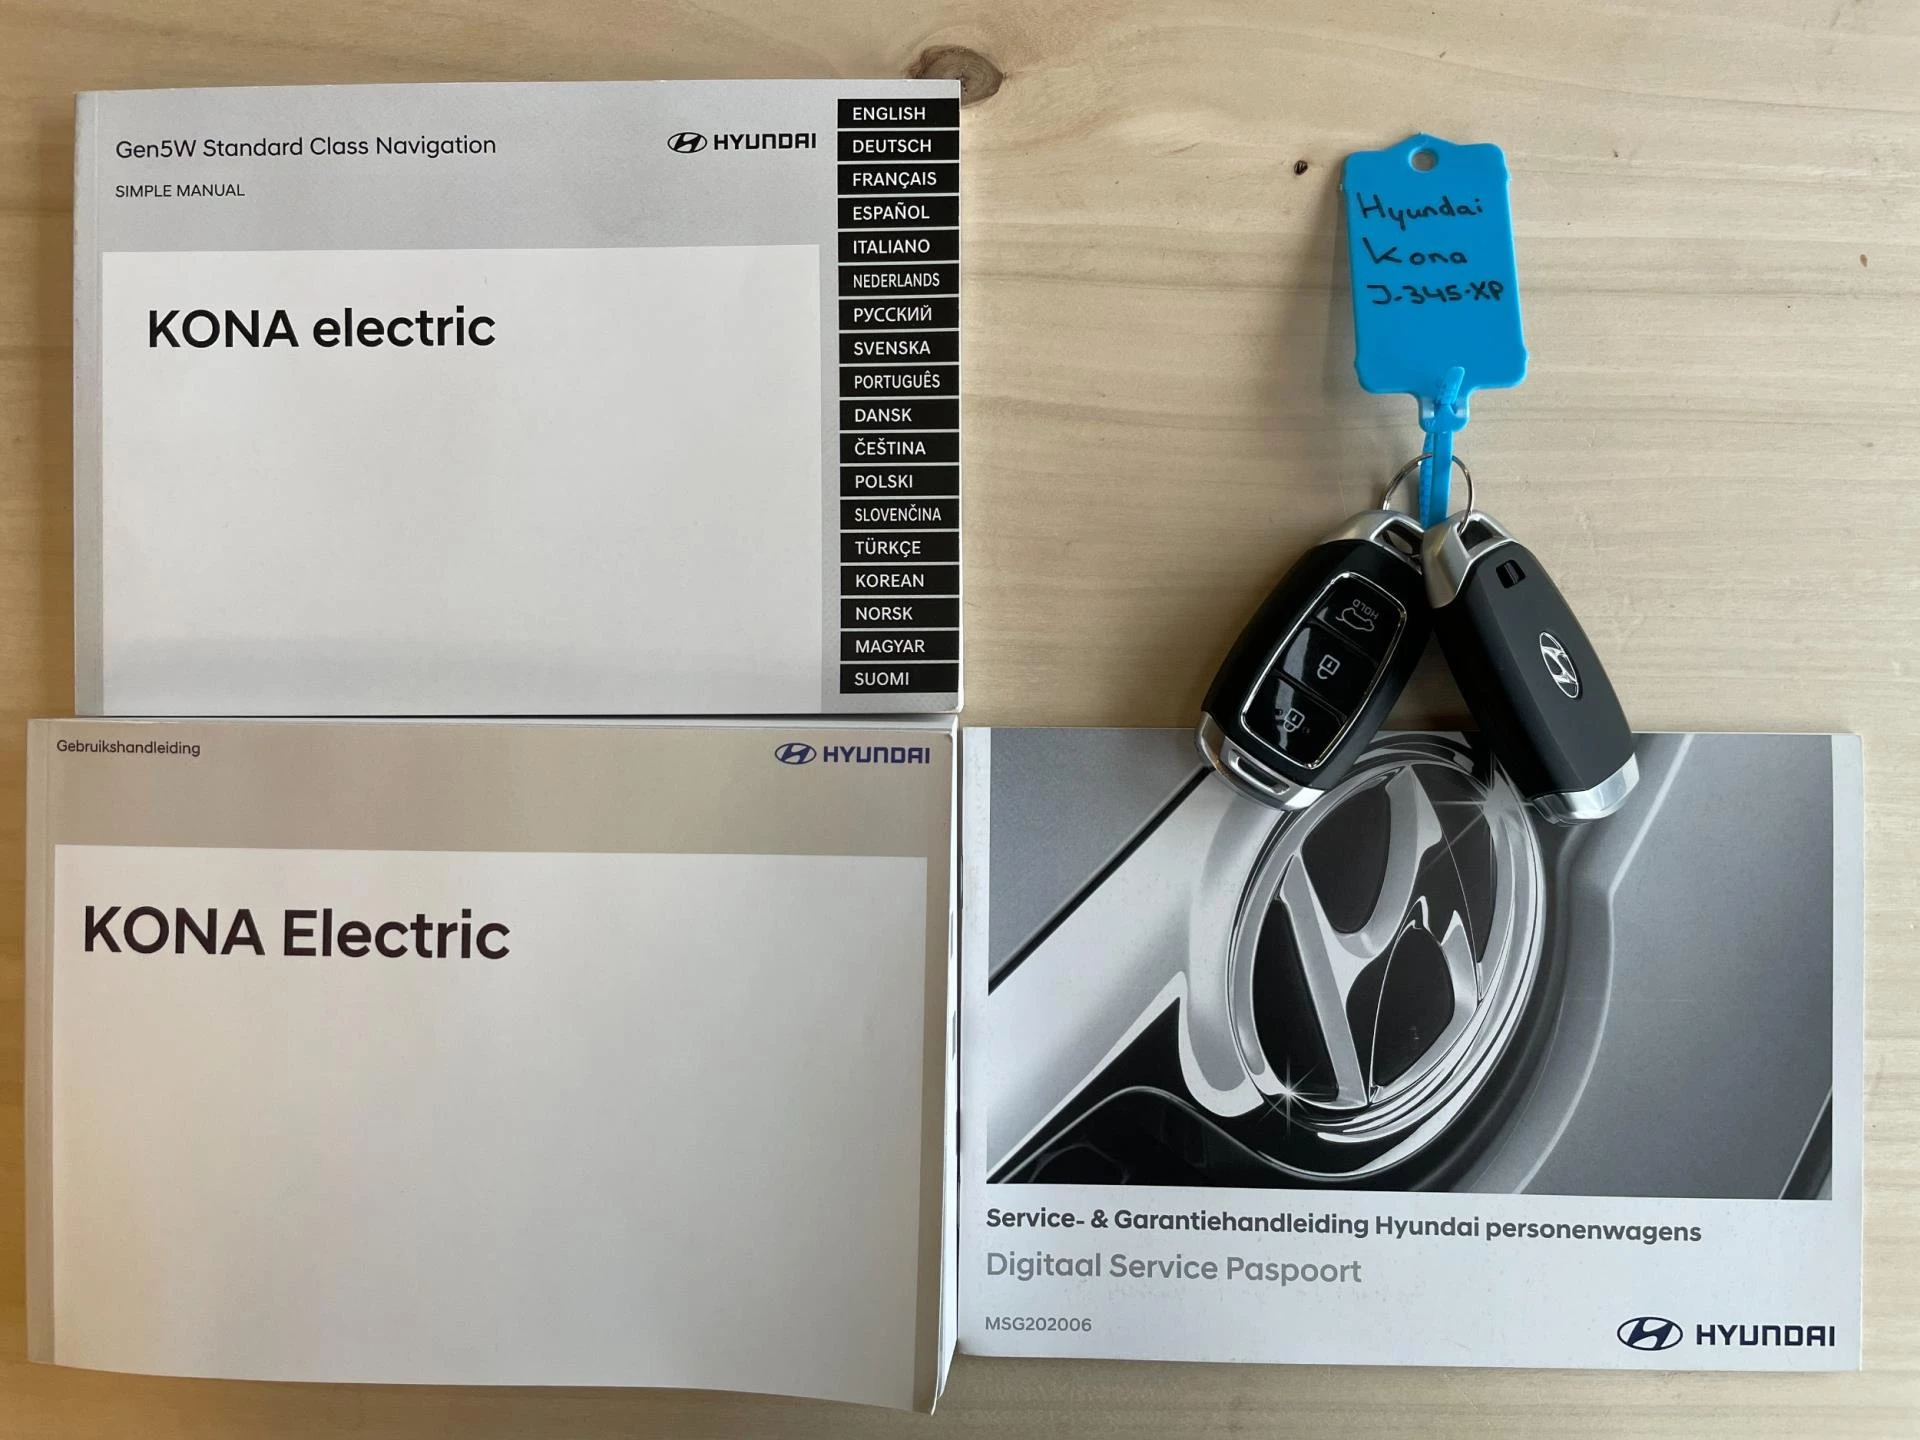 Gen5W Standard Class Navigation
HYUNDAI
SIMPLE MANUAL
KONA electric
ENGLISH
DEUTSCH
FRANÇAIS
ESPAÑOL
ITALIANO
NEDERLANDS
РУССКИЙ
SVENSKA
PORTUGUÊS
DANSK
ČEŠTINA
POLSKI
SLOVENČINA
TÜRKÇE
KOREAN
NORSK
MAGYAR
SUOMI
Hyundai
Kona
J-345-XP
HOLD
Gebruikshandleiding
HYUNDAI
KONA Electric
Service- & Garantiehandleiding Hyundai personenwagens
Digitaal Service Paspoort
MSG202006
HYUNDAI